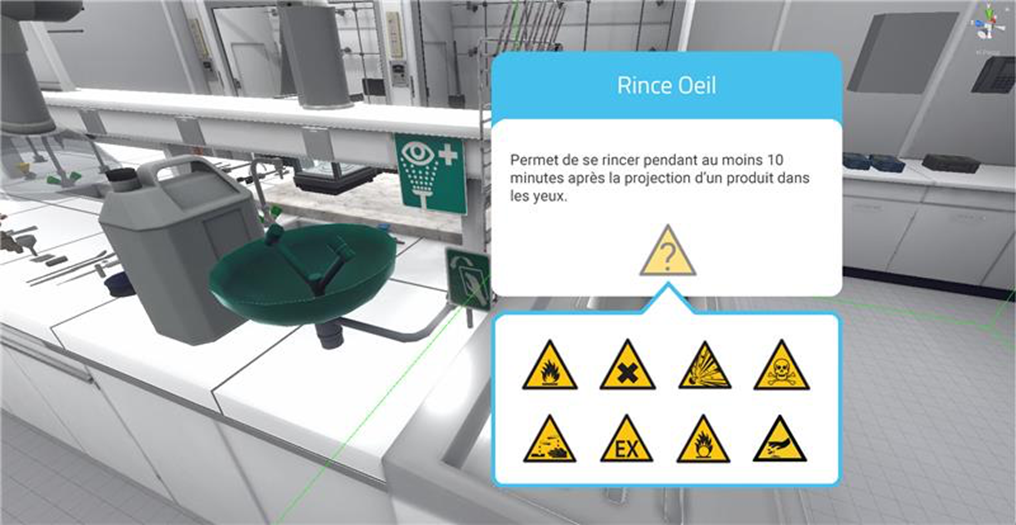 Rince Oeil
Permet de se rincer pendant au moins 10
minutes après la projection d'un produit dans
les yeux.
?
EX